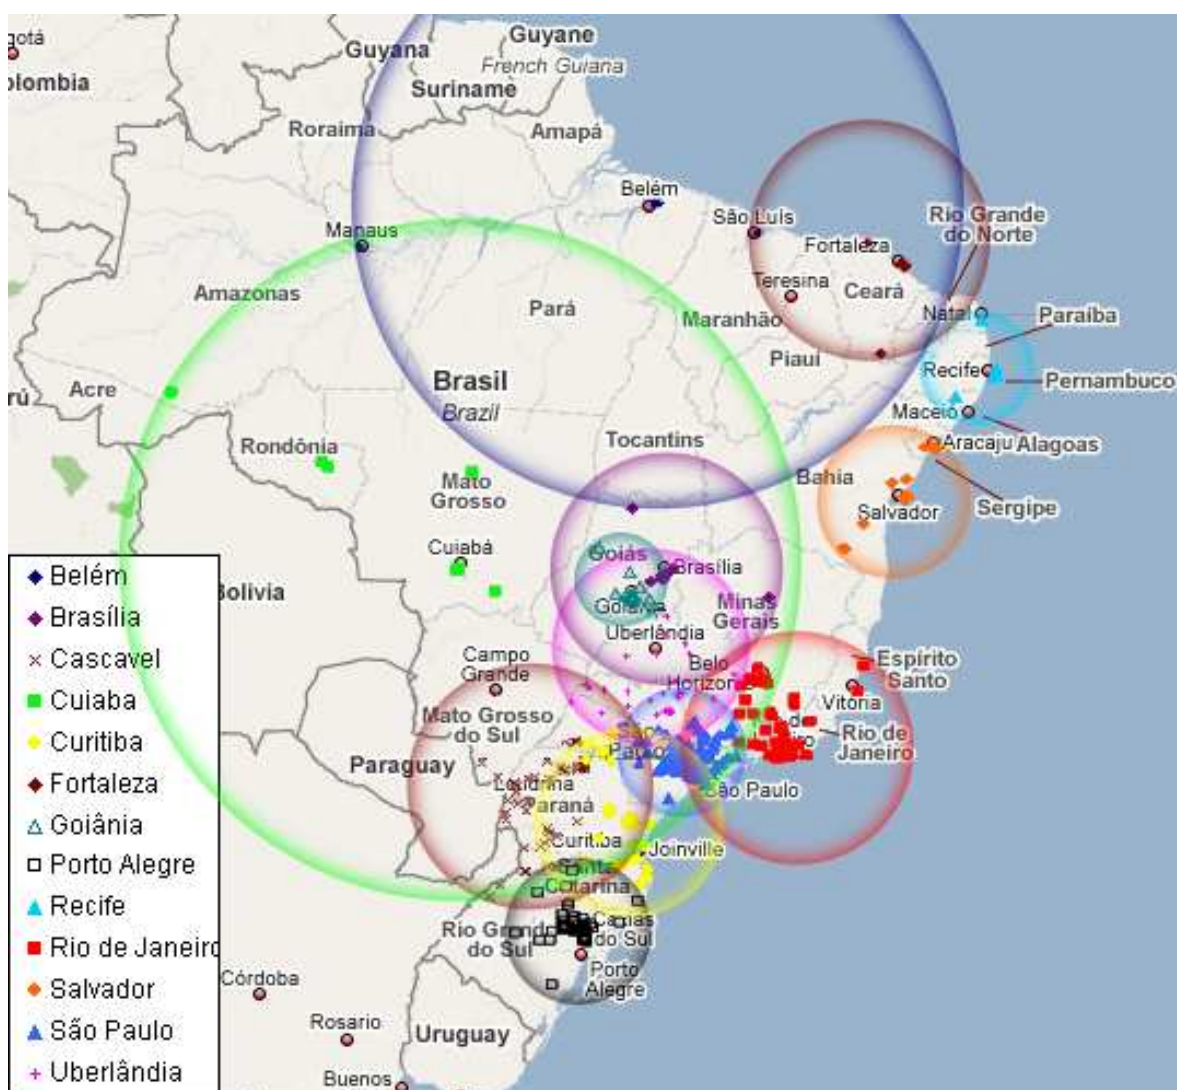 gotá
olombia
Guyana
Guyane
French Guiana
Suriname
Roraima
Amapá
Belém
São Luís
Rio Grande
do Norte
Manaus
Fortaleza
Teresina
Ceará
Amazonas
Pará
Maranhão
Natal
Paraíba
Piauí
Acre
rú
Brasil
Brazil
Recife
Pernambuco
Maceió
Rondônia
Tocantins
Aracaju
Alagoas
Mato
Grosso
Bahia
Sergipe
Salvador
Cuiabá
Goiás
Brasília
Bolivia
Minas
Gerais
Uberlândia
Campo
Grande
Belo
Espírito
Santo
Vitória
Mato Grosso
do Sul
Rio de
Janeiro
Paraguay
Londrina
São Paulo
Paraná
Curitiba
Joinville
Rio Grande
do Sul
Porto
Alegre
Córdoba
Rosario
Uruguay
Buenos
Belém
Brasília
Cascavel
Cuiaba
Curitiba
Fortaleza
Goiânia
Porto Alegre
Recife
Rio de Janeiro
Salvador
São Paulo
Uberlândia